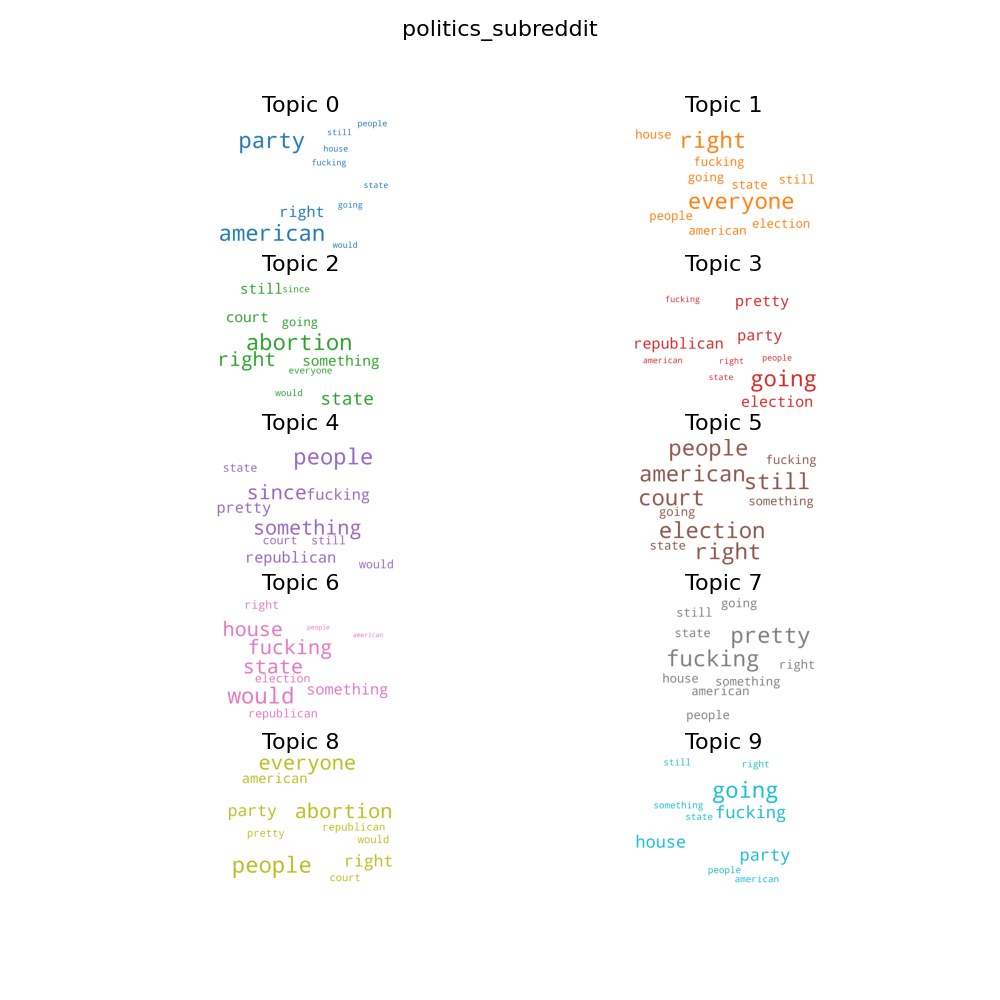 politics_subreddit
Topic 0
people
still
party
house
fucking
state
going
right
american
would
Topic 1
house
right
fucking
going
state
still
everyone
people
election
american
Topic 2
still
since
court
going
abortion
right
something
everyone
would
state
Topic 3
fucking
pretty
party
republican
american
right
people
state
going
election
Topic 4
people
state
since
fucking
pretty
something
court
still
republican
would
Topic 5
people
fucking
american
still
court
something
going
election
state
right
Topic 6
right
house
people
american
fucking
state
election
would
something
republican
Topic 7
going
still
state
pretty
fucking
right
house
something
american
people
Topic 8
everyone
american
party
abortion
republican
pretty
would
people
right
court
Topic 9
still
right
going
something
fucking
state
house
party
people
american